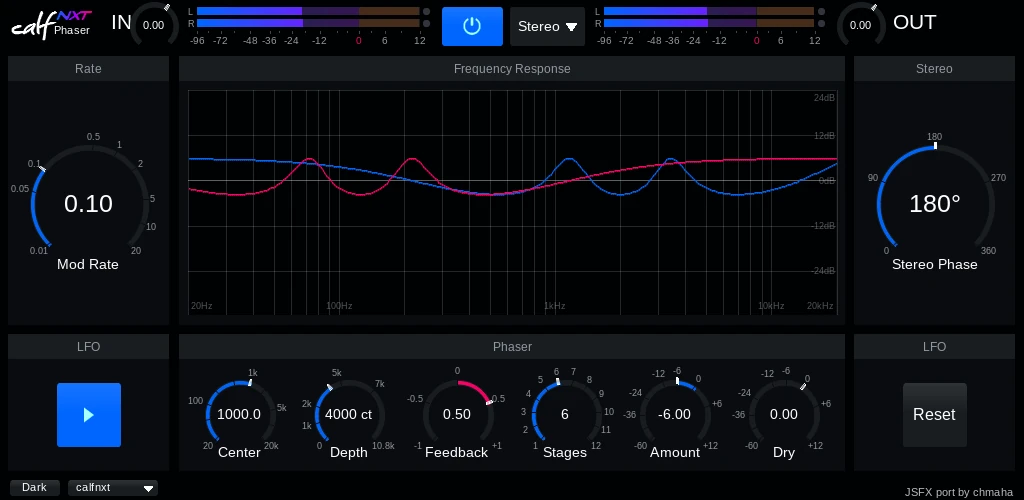 calf NXT
Phaser
IN
0.00
L
R
-96 -72 -48 -36 -24 -12 0 6 12
Stereo
L
R
-96 -72 -48 -36 -24 -12 0 6 12
0.00
OUT
Rate
0.01
0.05
0.1
0.5
1
2
5
10
20
0.10
Mod Rate
Frequency Response
24dB
12dB
0dB
-12dB
-24dB
20Hz 100Hz 1kHz 10kHz 20kHz
Stereo
0
90
180
270
360
180°
Stereo Phase
LFO
Phaser
20
100
1k
5k
20k
1000.0
Center
0
1k
2k
5k
7k
10.8k
4000 ct
Depth
-1
-0.5
0
0.5
+1
0.50
Feedback
1
2
3
4
5
6
7
8
9
10
11
12
6
Stages
-60
-36
-24
-12
-6
0
+6
+12
-6.00
Amount
-60
-36
-24
-12
-6
0
+6
+12
0.00
Dry
LFO
Reset
Dark
calfnxt
JSFX port by chmaha